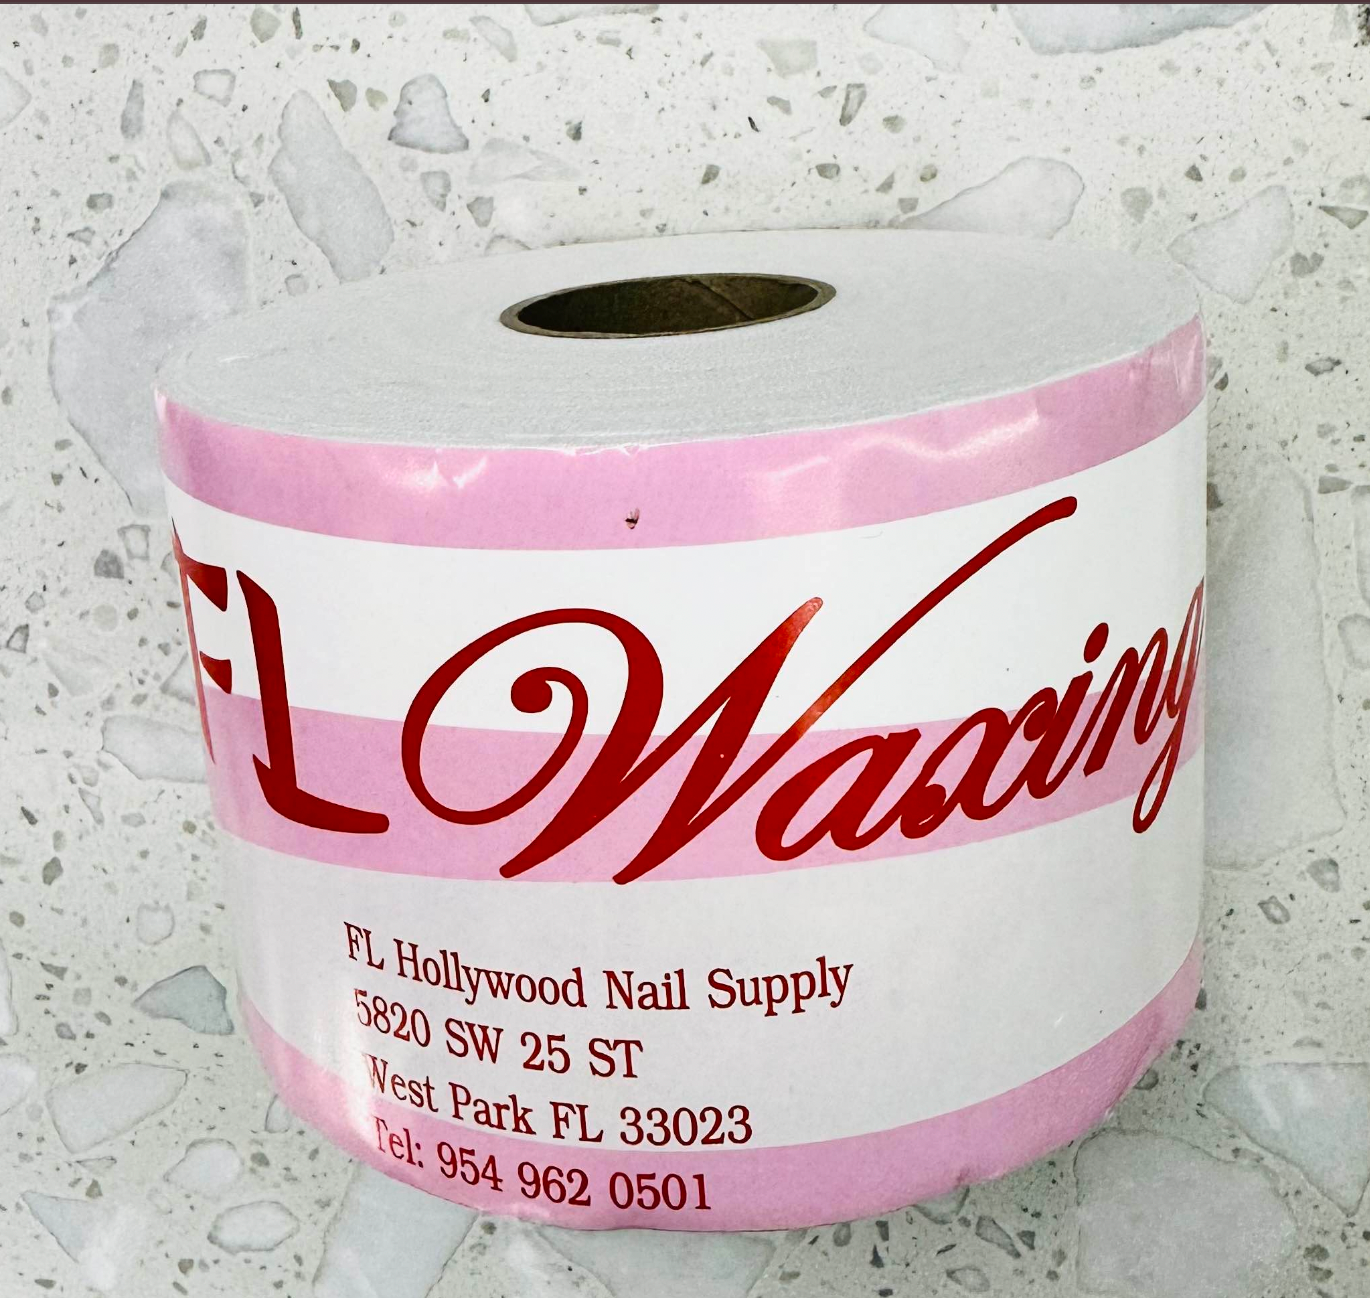 FL Waxing
FL Hollywood Nail Supply
5820 SW 25 ST
West Park FL 33023
Tel: 954 962 0501